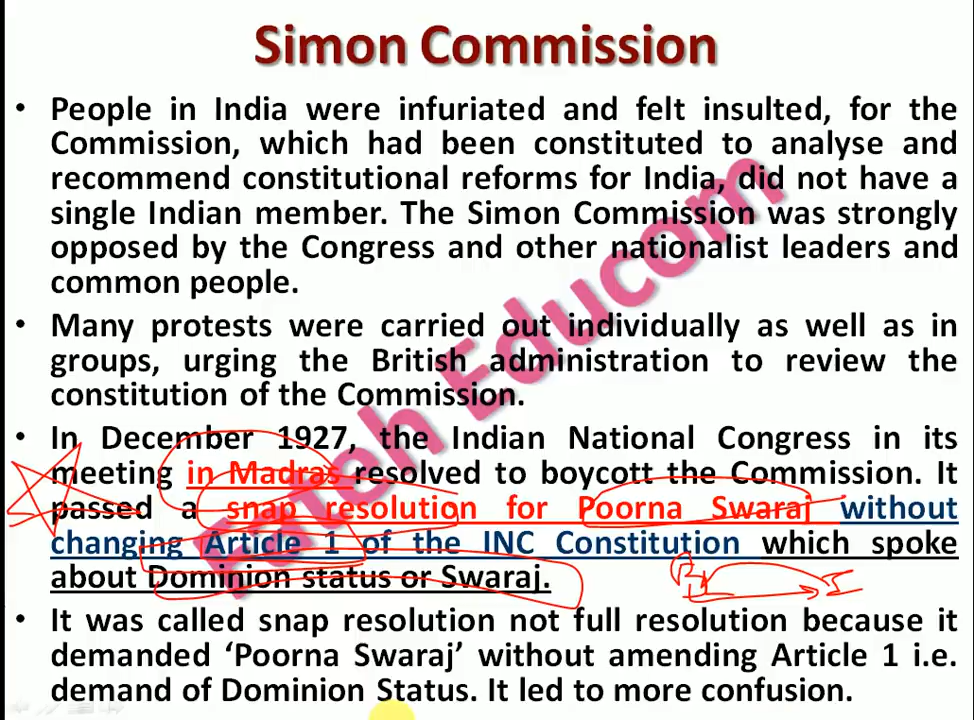 Simon Commission
• People in India were infuriated and felt insulted, for the
Commission, which had been constituted to analyse and
recommend constitutional reforms for India, did not have a
single Indian member. The Simon Commission was strongly
opposed by the Congress and other nationalist leaders and
common people.
• Many protests were carried out individually as well as in
groups, urging the British administration to review the
constitution of the Commission.
• In December 1927, the Indian National Congress in its
meeting in Madras resolved to boycott the Commission. It
passed a snap resolution for Poorna Swaraj without
changing Article 1 of the INC Constitution which spoke
about Dominion status or Swaraj.
• It was called snap resolution not full resolution because it
demanded ‘Poorna Swaraj’ without amending Article 1 i.e.
demand of Dominion Status. It led to more confusion.
Fateh Educom